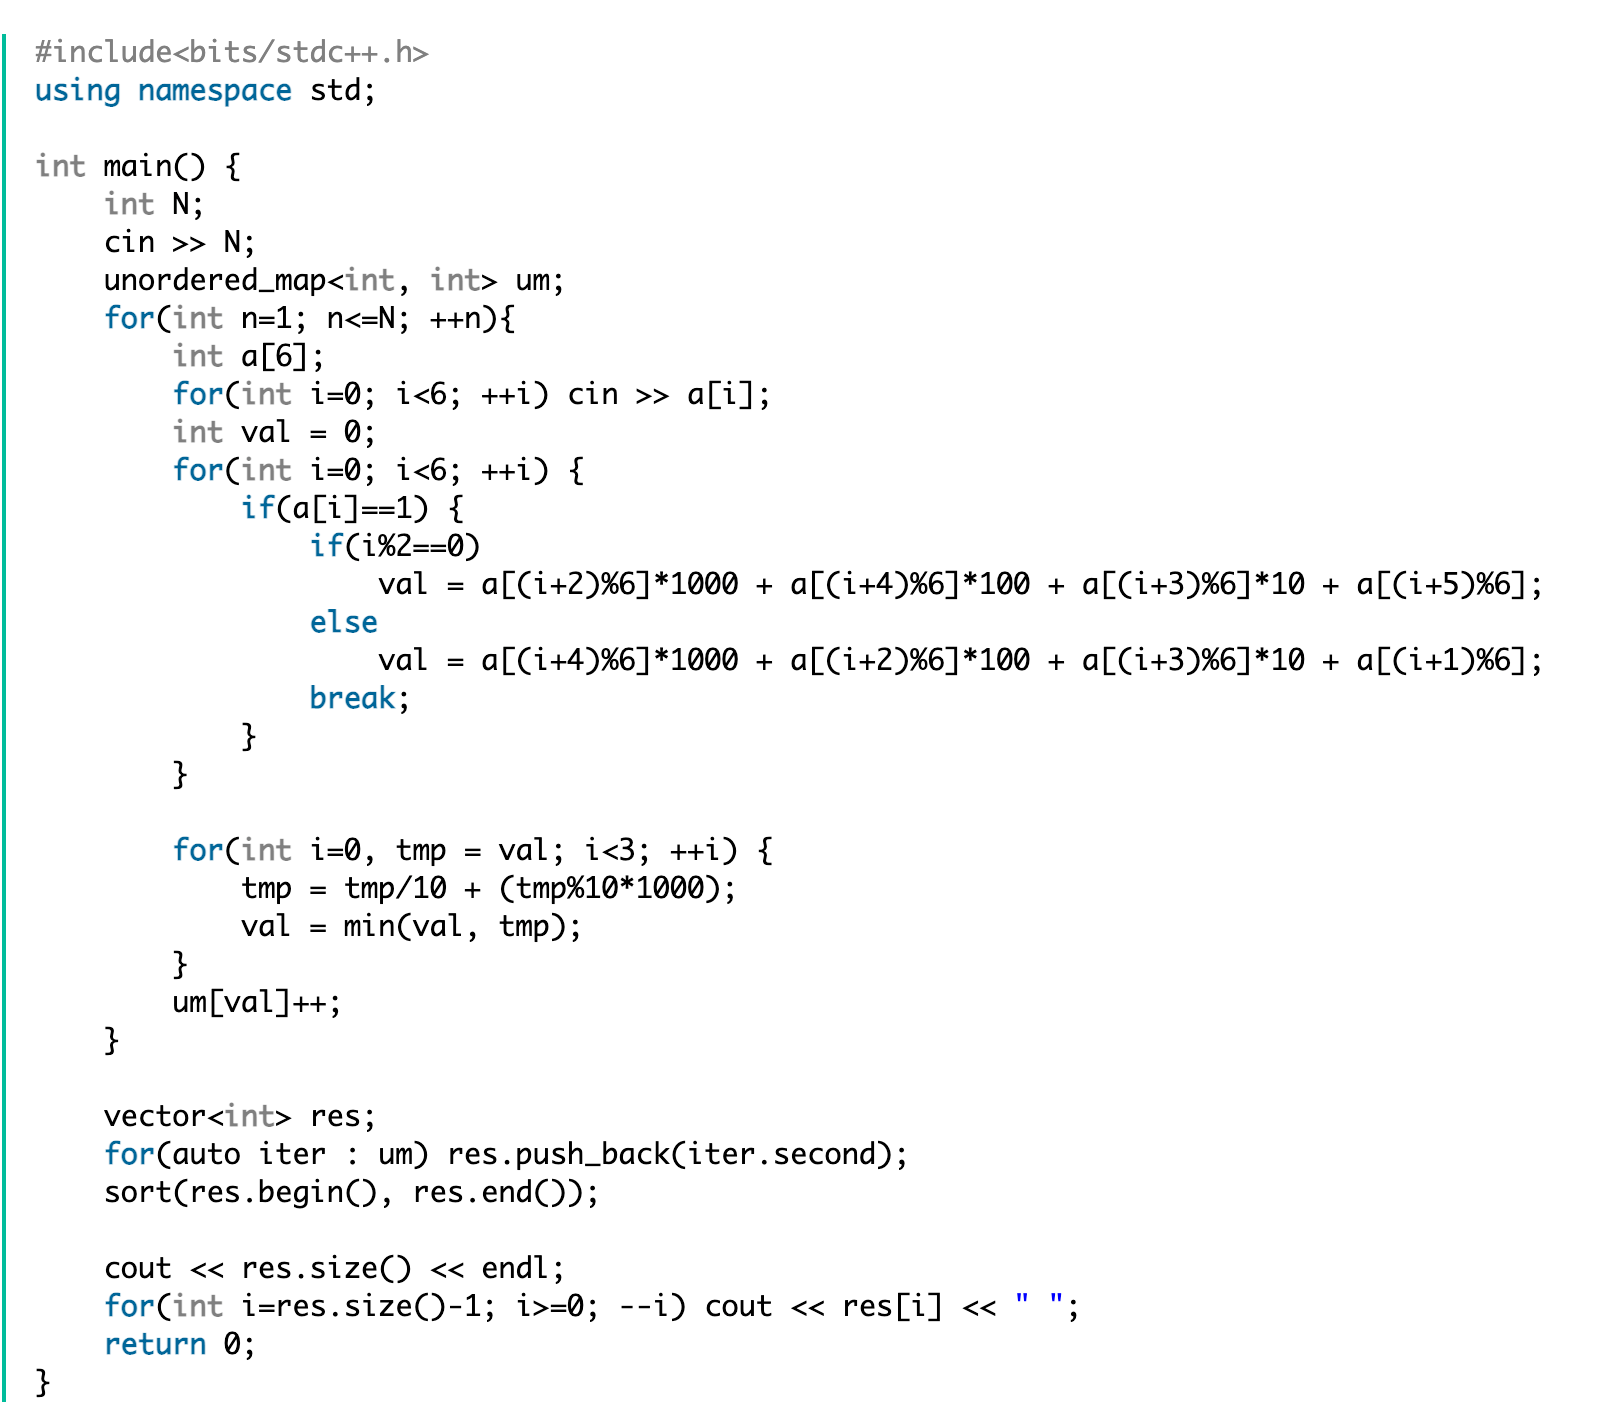 #include<bits/stdc++.h>
using namespace std;

int main() {
    int N;
    cin >> N;
    unordered_map<int, int> um;
    for(int n=1; n<=N; ++n){
        int a[6];
        for(int i=0; i<6; ++i) cin >> a[i];
        int val = 0;
        for(int i=0; i<6; ++i) {
            if(a[i]==1) {
                if(i%2==0)
                    val = a[(i+2)%6]*1000 + a[(i+4)%6]*100 + a[(i+3)%6]*10 + a[(i+5)%6];
                else
                    val = a[(i+4)%6]*1000 + a[(i+2)%6]*100 + a[(i+3)%6]*10 + a[(i+1)%6];
                break;
            }
        }

        for(int i=0, tmp = val; i<3; ++i) {
            tmp = tmp/10 + (tmp%10*1000);
            val = min(val, tmp);
        }
        um[val]++;
    }

    vector<int> res;
    for(auto iter : um) res.push_back(iter.second);
    sort(res.begin(), res.end());

    cout << res.size() << endl;
    for(int i=res.size()-1; i>=0; --i) cout << res[i] << " ";
    return 0;
}